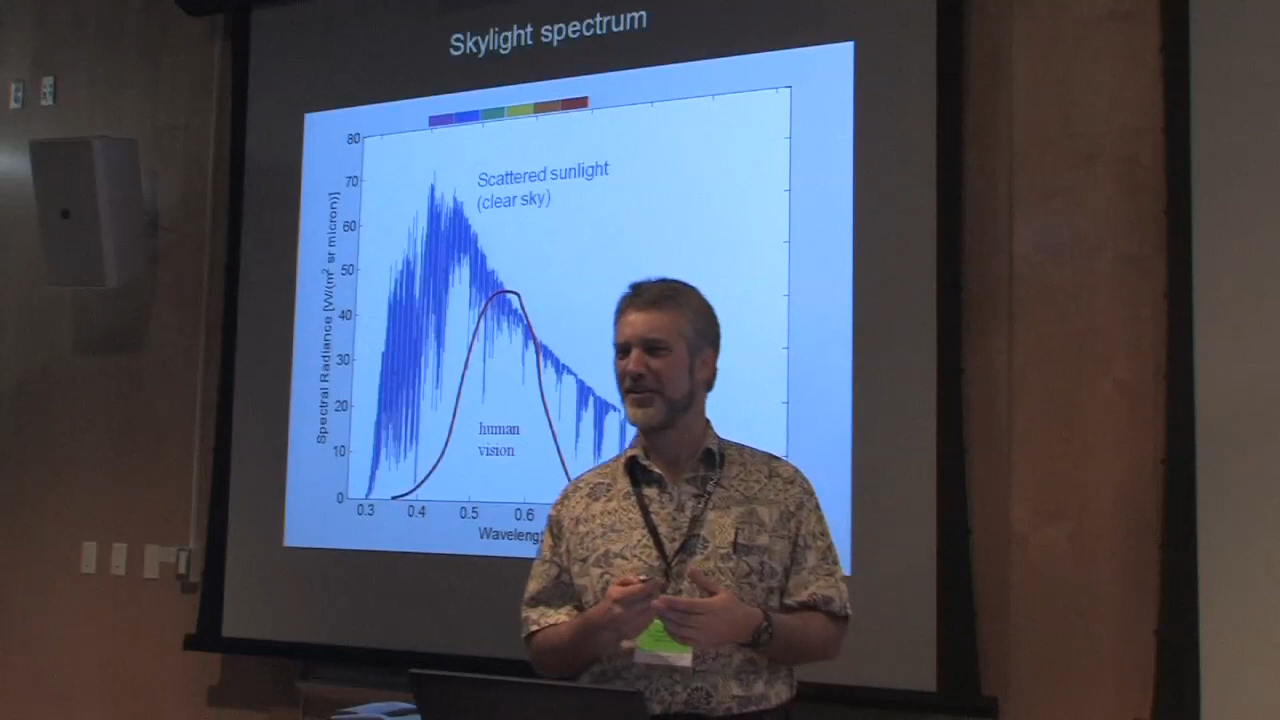 Skylight spectrum
80
70
60
50
40
30
20
10
0
Spectral Radiance [W/(m² sr micron)]
Scattered sunlight
(clear sky)
human
vision
0.3 0.4 0.5 0.6